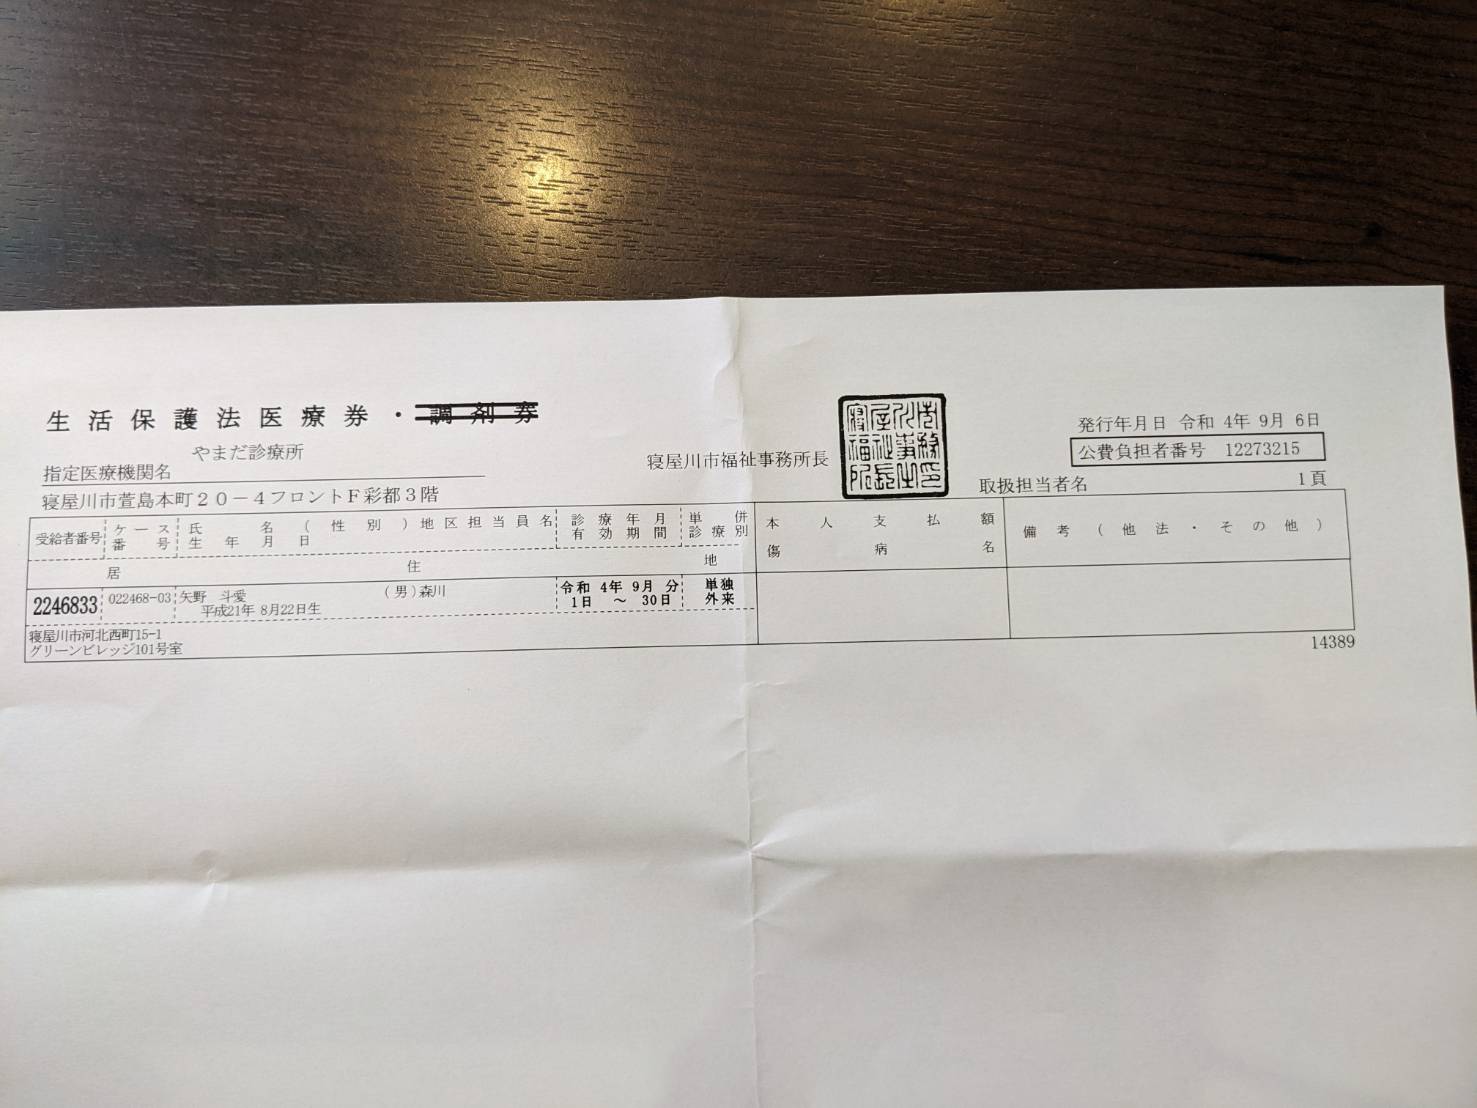 生活保護法医療券・調剤券
発行年月日 令和 4年 9月 6日
やまだ診療所
指定医療機関名
寝屋川市福祉事務所長
公費負担者番号 12273215
寝屋川市萱島本町20-4フロントF彩都3階
取扱担当者名
1頁
受給者番号
ケース番号
氏名(性別)地区担当員名
生年月日
診療年月
有効期間
単併
診療別
本人支払額
傷病名
備考(他法・その他)
居住地
2246833
022468-03
矢野 斗愛 (男)森川
平成21年 8月22日生
令和 4年 9月 分
1日 ~ 30日
単独
外来
寝屋川市河北西町15-1
グリーンビレッジ101号室
14389